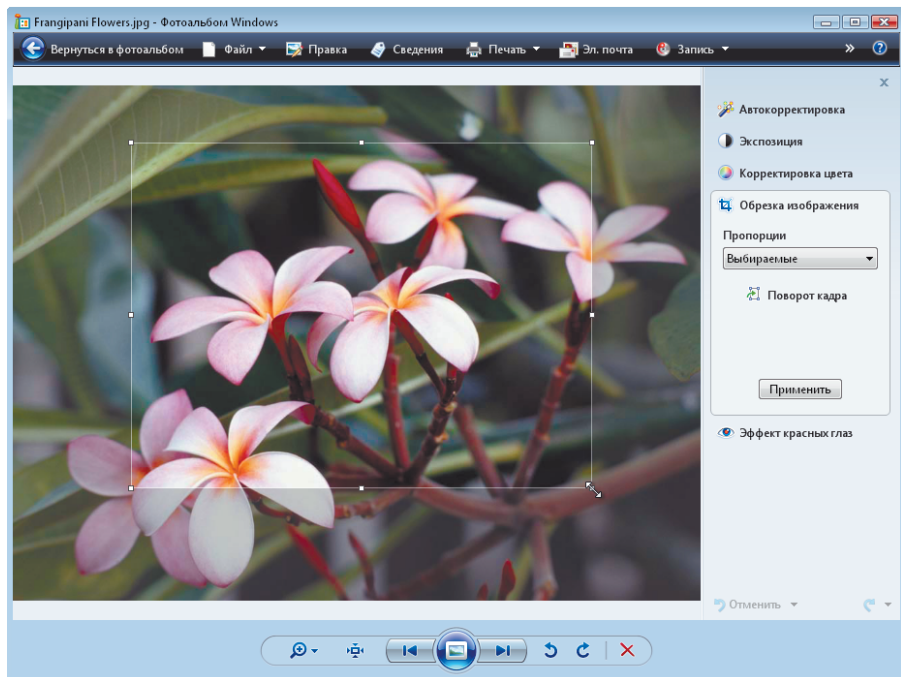 Frangipani Flowers.jpg - Фотоальбом Windows
Вернуться в фотоальбом Файл Правка Сведения Печать Эл. почта Запись » ?
Автокорректировка
Экспозиция
Корректировка цвета
Обрезка изображения
Пропорции
Выбираемые
Поворот кадра
Применить
Эффект красных глаз
Отменить